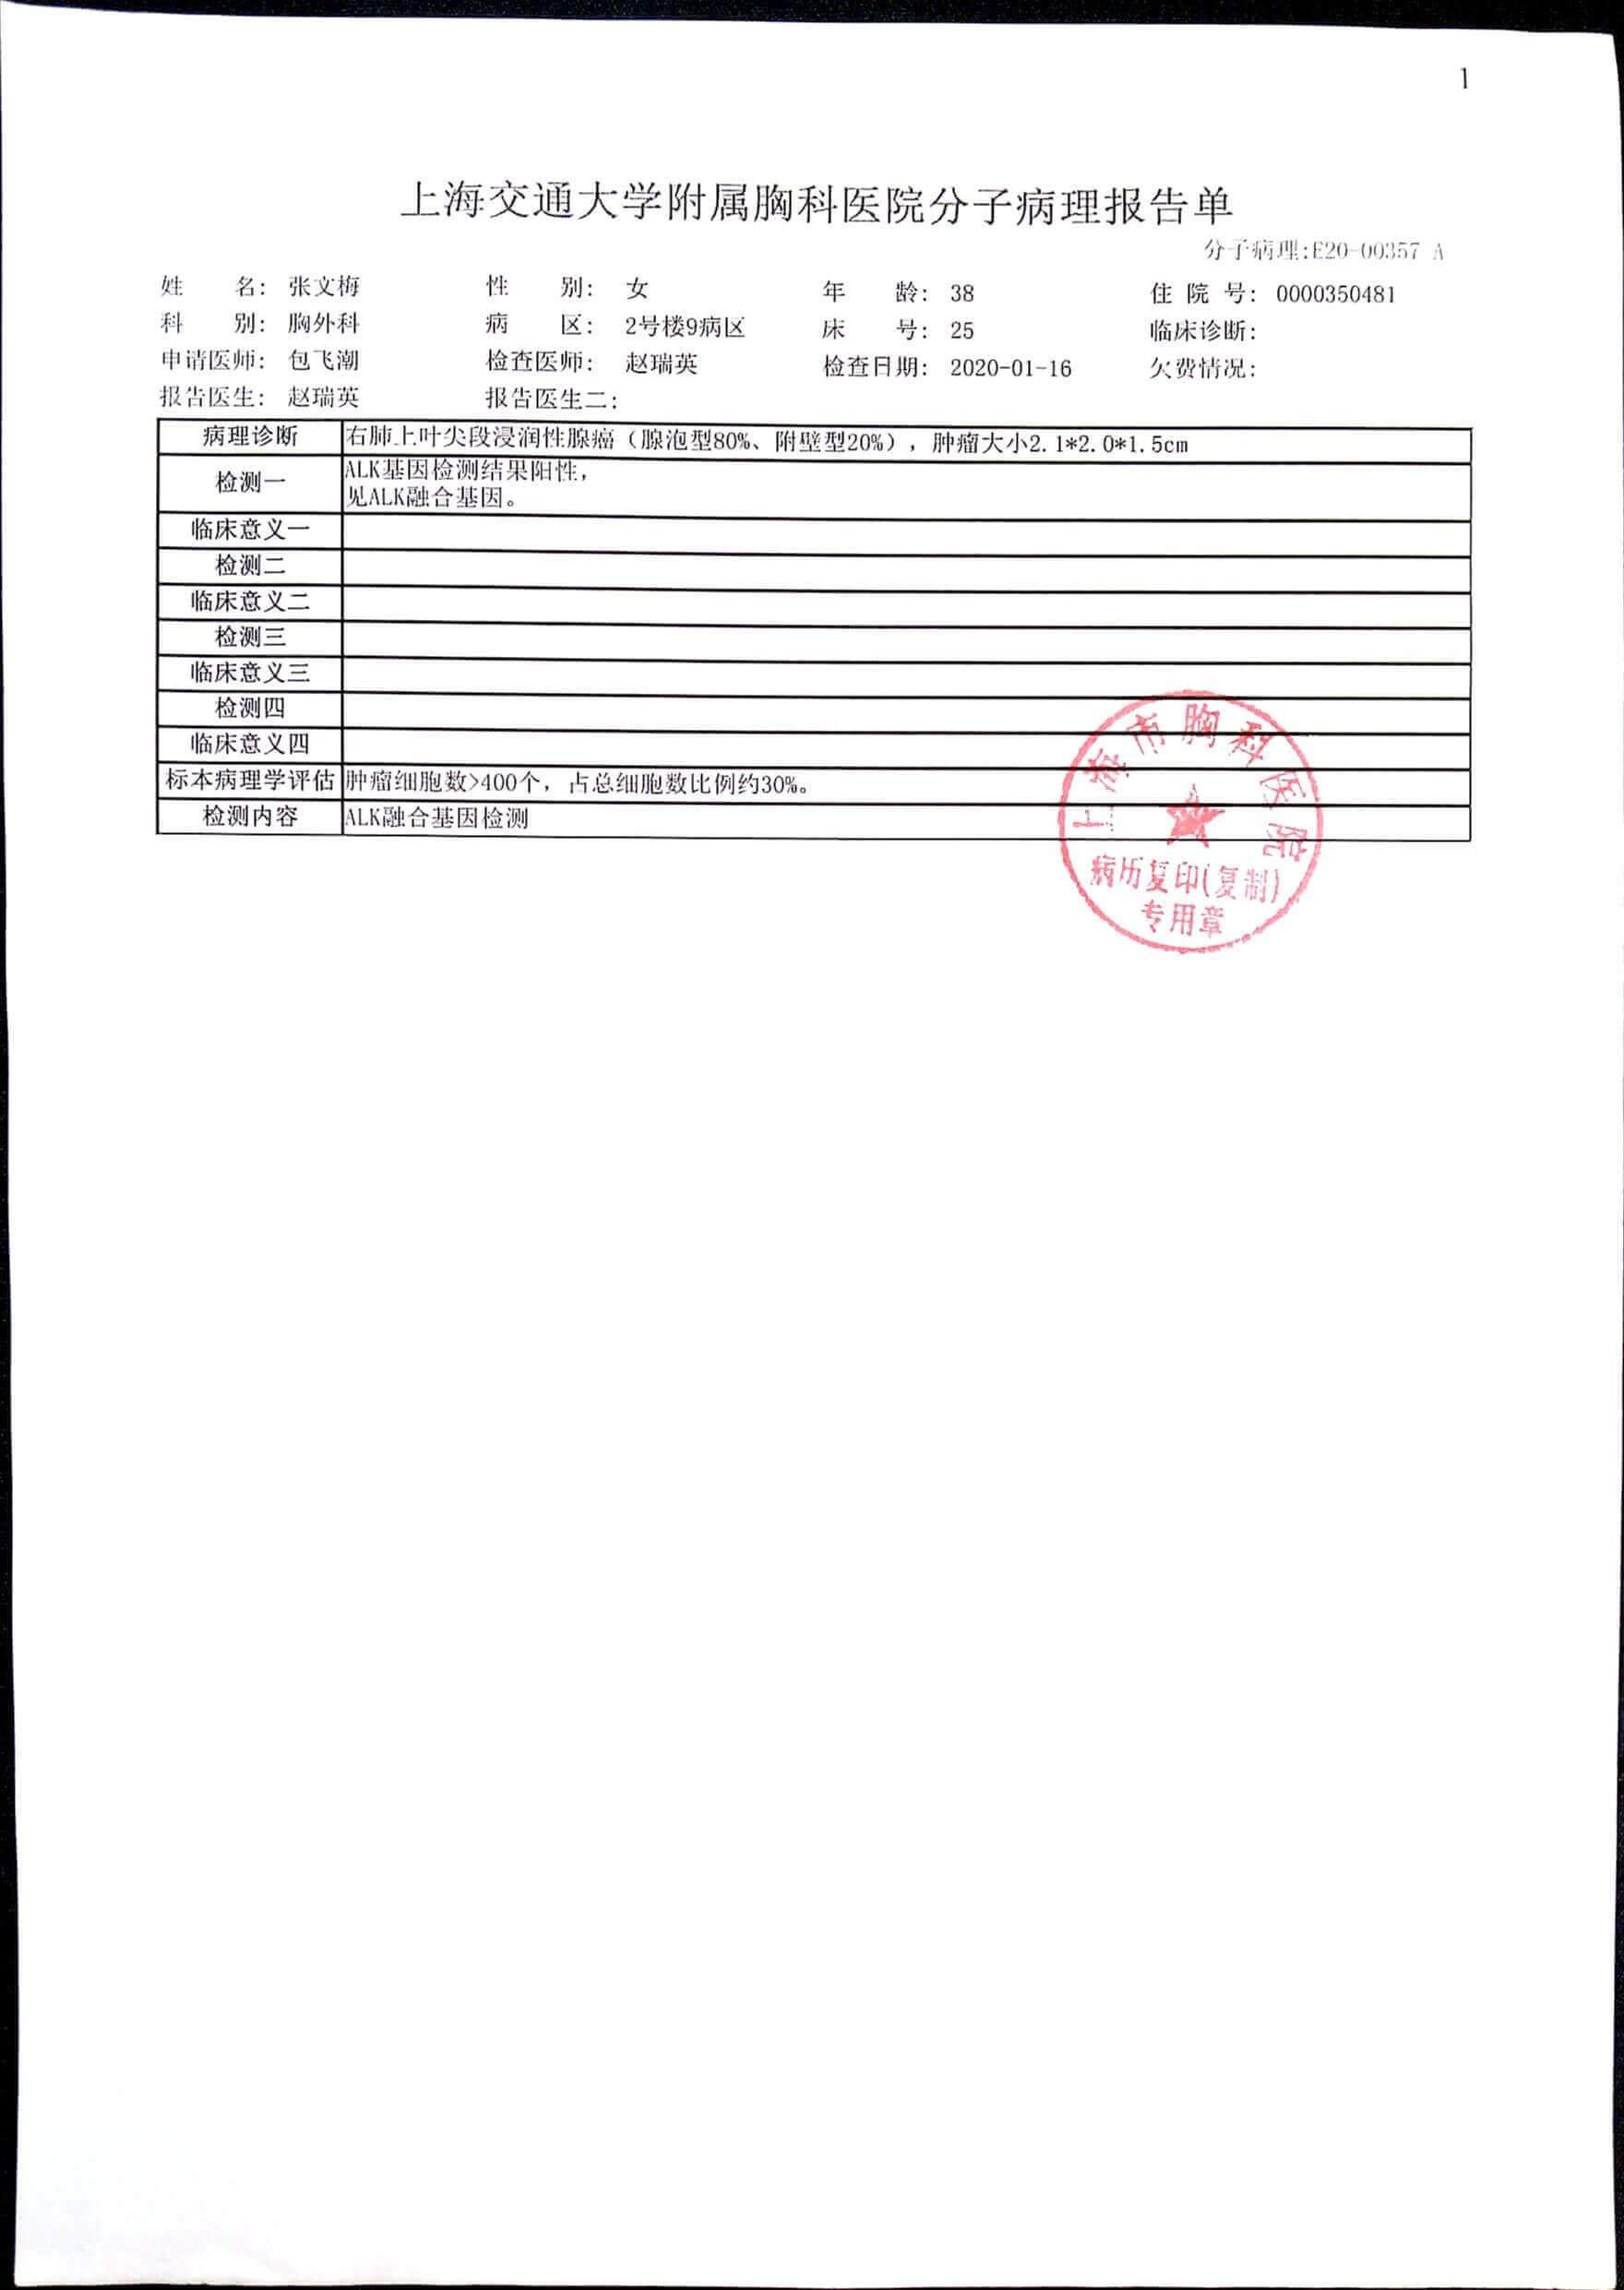 1
上海交通大学附属胸科医院分子病理报告单
分子病理:E20-00357 A
姓 名: 张文梅 性 别: 女 年 龄: 38 住 院 号: 0000350481
科 别: 胸外科 病 区: 2号楼9病区 床 号: 25 临床诊断:
申请医师: 包飞潮 检查医师: 赵瑞英 检查日期: 2020-01-16 欠费情况:
报告医生: 赵瑞英 报告医生二:
病理诊断 右肺上叶尖段浸润性腺癌（腺泡型80%、附壁型20%），肿瘤大小2.1*2.0*1.5cm
检测一 ALK基因检测结果阳性，
见ALK融合基因。
临床意义一
检测二
临床意义二
检测三
临床意义三
检测四
临床意义四
标本病理学评估 肿瘤细胞数>400个，占总细胞数比例约30%。
检测内容 ALK融合基因检测
上海市胸科医院
病历复印(复制)
专用章